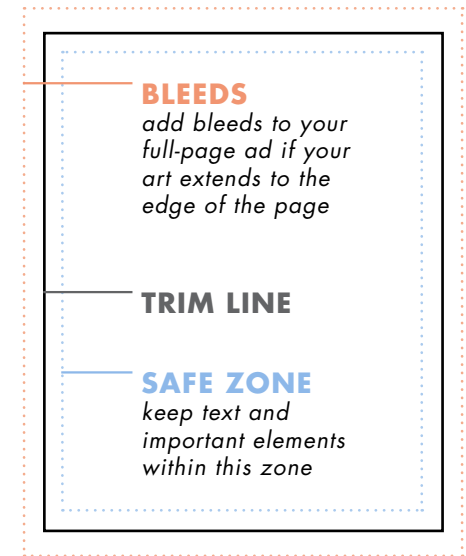 BLEEDS
add bleeds to your
full-page ad if your
art extends to the
edge of the page
TRIM LINE
SAFE ZONE
keep text and
important elements
within this zone